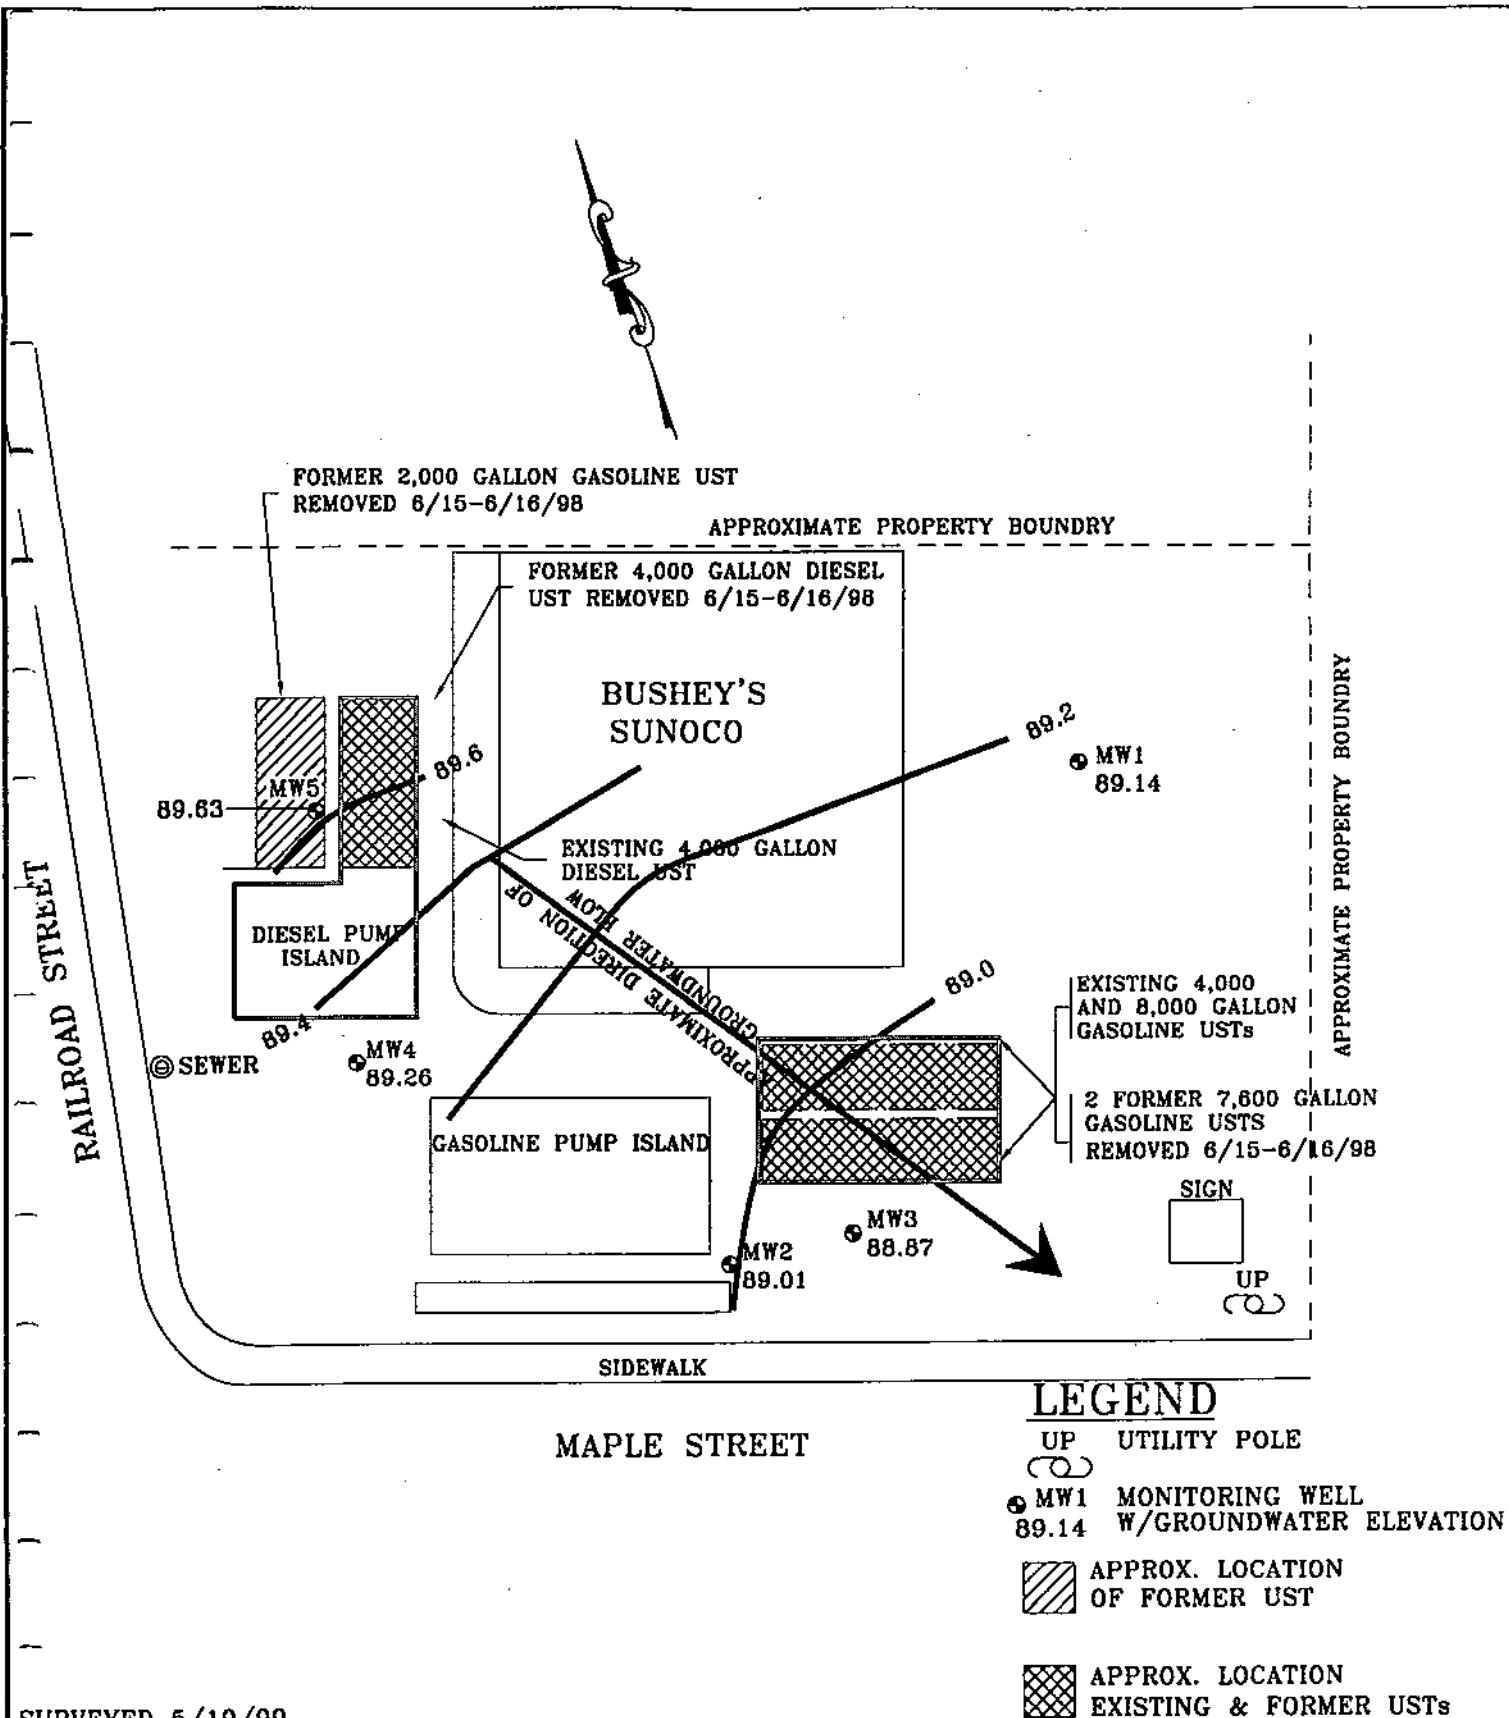 FORMER 2,000 GALLON GASOLINE UST
REMOVED 6/15-6/16/98
APPROXIMATE PROPERTY BOUNDRY
FORMER 4,000 GALLON DIESEL
UST REMOVED 6/15-6/16/98
BUSHEY'S
SUNOCO
APPROXIMATE PROPERTY BOUNDRY
89.2
MW1
89.14
89.6
MW5
89.63
EXISTING 4,000 GALLON
DIESEL UST
APPROXIMATE DIRECTION OF
GROUNDWATER FLOW
DIESEL PUMP
ISLAND
89.4
89.0
EXISTING 4,000
AND 8,000 GALLON
GASOLINE USTs
RAILROAD STREET
SEWER
MW4
89.26
2 FORMER 7,600 GALLON
GASOLINE USTS
REMOVED 6/15-6/16/98
GASOLINE PUMP ISLAND
SIGN
MW3
88.87
MW2
89.01
UP
SIDEWALK
MAPLE STREET
LEGEND
UP UTILITY POLE
MW1 MONITORING WELL
89.14 W/GROUNDWATER ELEVATION
APPROX. LOCATION
OF FORMER UST
APPROX. LOCATION
EXISTING & FORMER USTs
SURVEYED 5/19/99